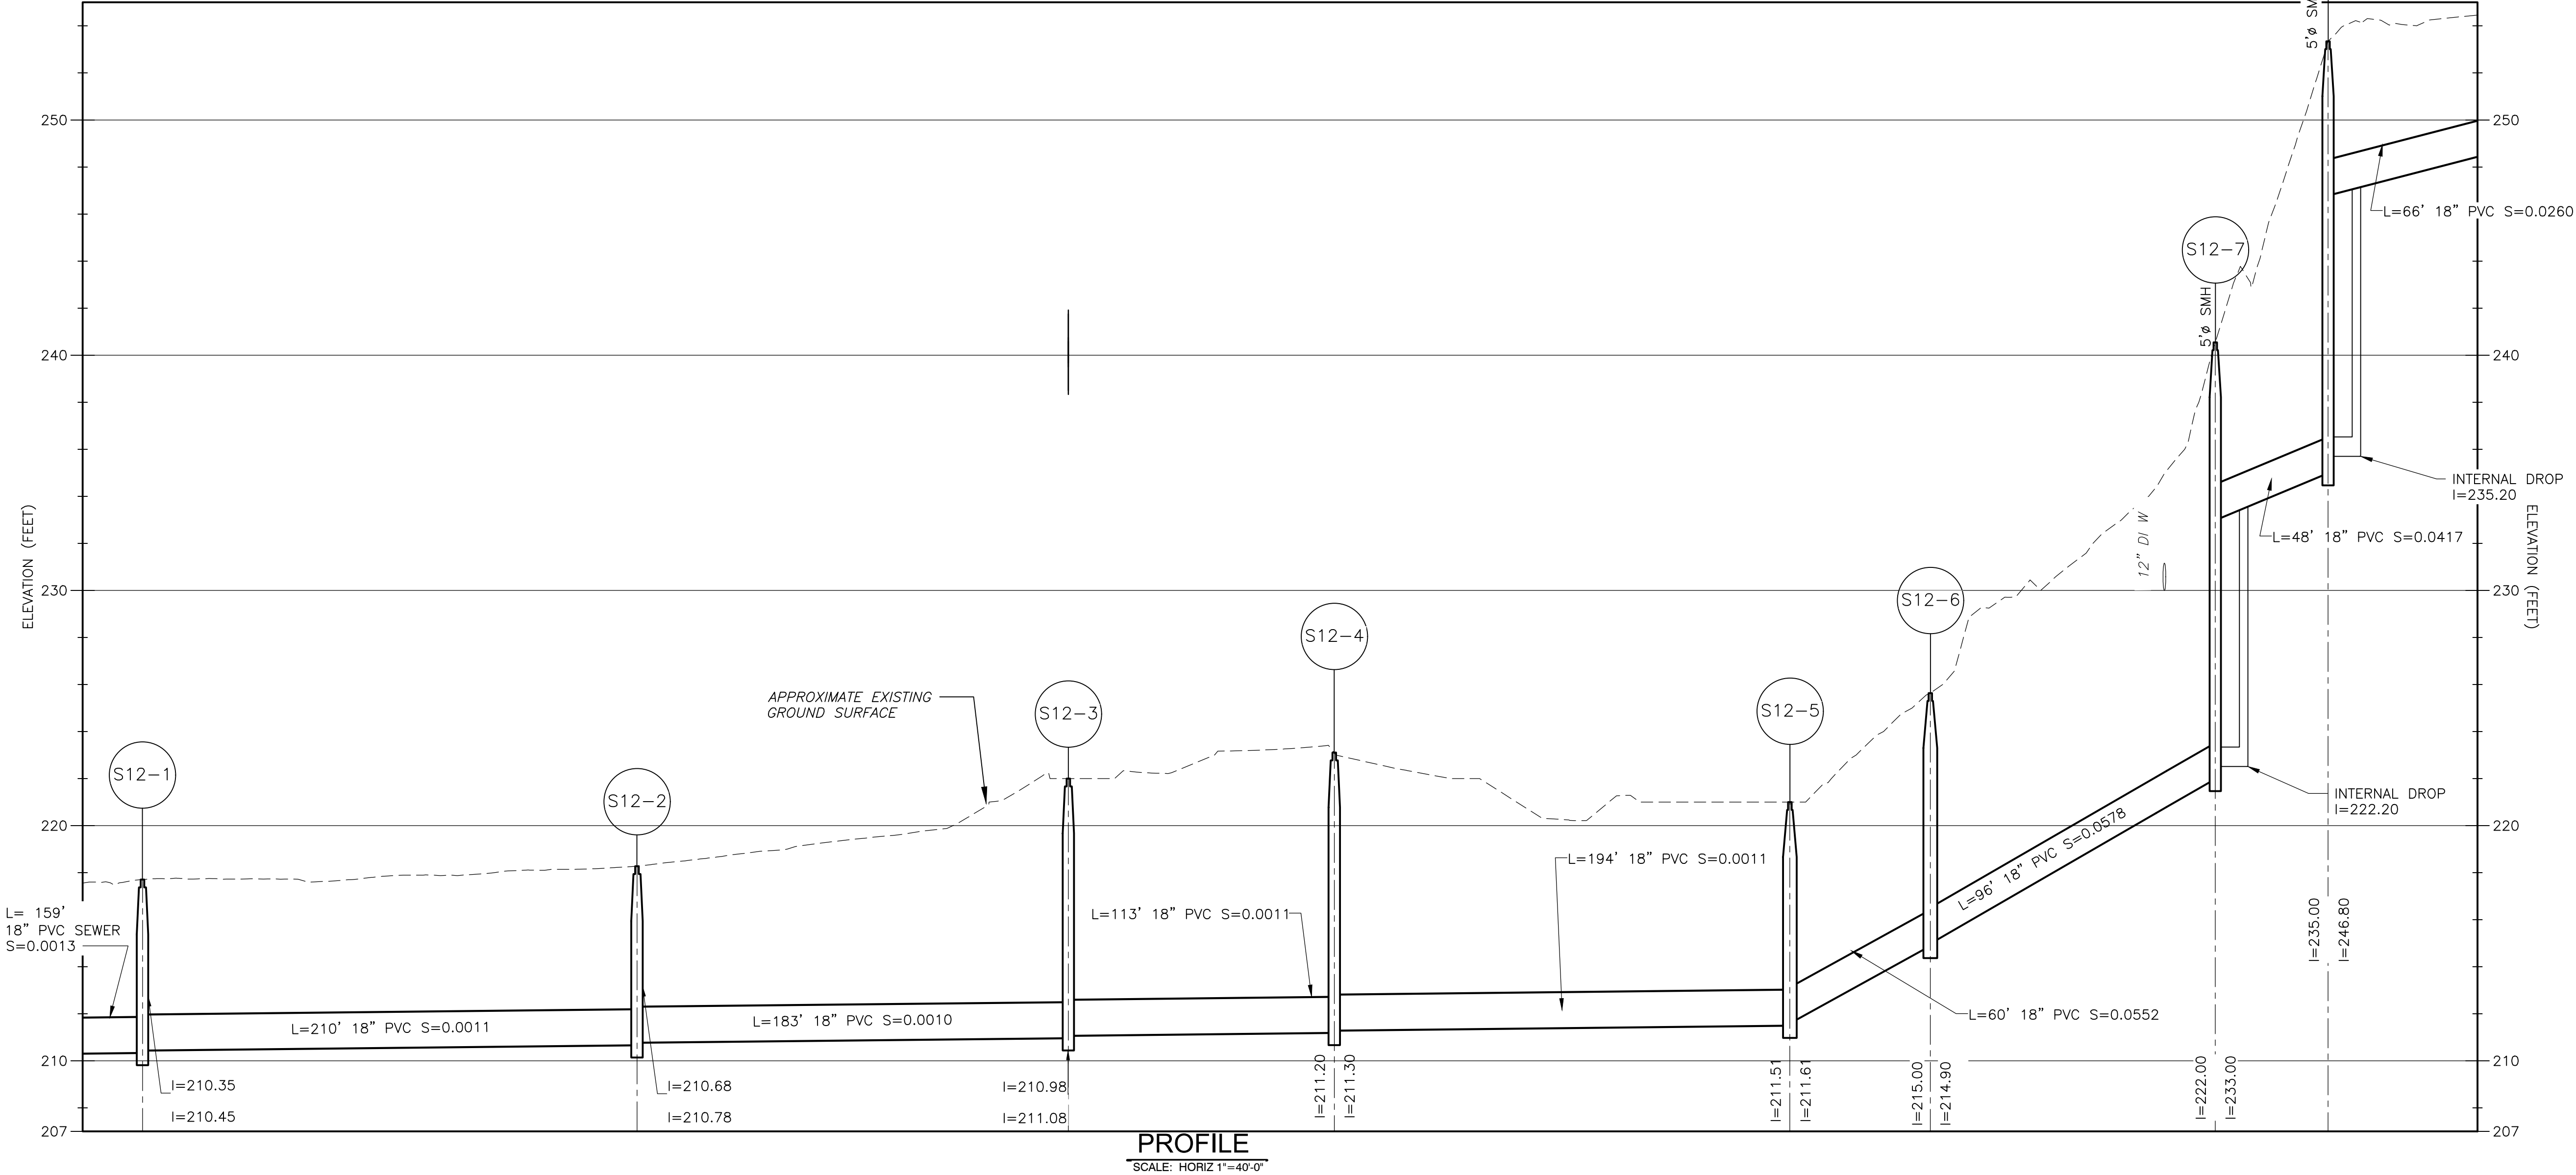 5'ø SM
250
250
L=66' 18" PVC S=0.0260
S12-7
5'ø SMH
240
240
INTERNAL DROP
I=235.20
L=48' 18" PVC S=0.0417
12" DI W
ELEVATION (FEET)
ELEVATION (FEET)
230
230
S12-6
S12-4
APPROXIMATE EXISTING
GROUND SURFACE
S12-3
S12-5
S12-1
S12-2
INTERNAL DROP
I=222.20
220
220
L=96' 18" PVC S=0.0578
L=194' 18" PVC S=0.0011
L= 159'
18" PVC SEWER
S=0.0013
L=113' 18" PVC S=0.0011
I=235.00
I=246.80
L=210' 18" PVC S=0.0011
L=183' 18" PVC S=0.0010
L=60' 18" PVC S=0.0552
210
210
I=210.35
I=210.45
I=210.68
I=210.78
I=210.98
I=211.08
I=211.20
I=211.30
I=211.51
I=211.61
I=215.00
I=214.90
I=222.00
I=233.00
207
207
PROFILE
SCALE: HORIZ 1"=40'-0"